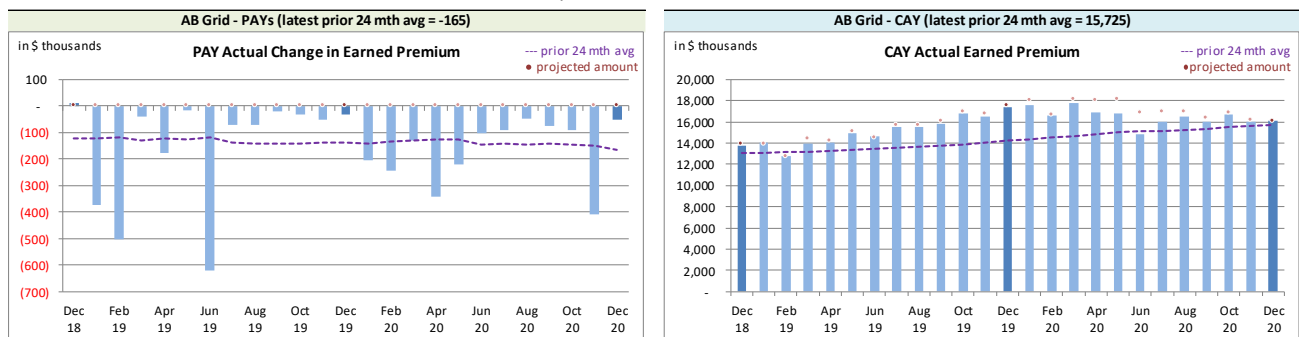 AB Grid - PAYs (latest prior 24 mth avg = -165)
in $ thousands
PAY Actual Change in Earned Premium
--- prior 24 mth avg
• projected amount
100
-
(100)
(200)
(300)
(400)
(500)
(600)
(700)
Dec 18
Feb 19
Apr 19
Jun 19
Aug 19
Oct 19
Dec 19
Feb 20
Apr 20
Jun 20
Aug 20
Oct 20
Dec 20
AB Grid - CAY (latest prior 24 mth avg = 15,725)
in $ thousands
CAY Actual Earned Premium
--- prior 24 mth avg
• projected amount
20,000
18,000
16,000
14,000
12,000
10,000
8,000
6,000
4,000
2,000
-
Dec 18
Feb 19
Apr 19
Jun 19
Aug 19
Oct 19
Dec 19
Feb 20
Apr 20
Jun 20
Aug 20
Oct 20
Dec 20